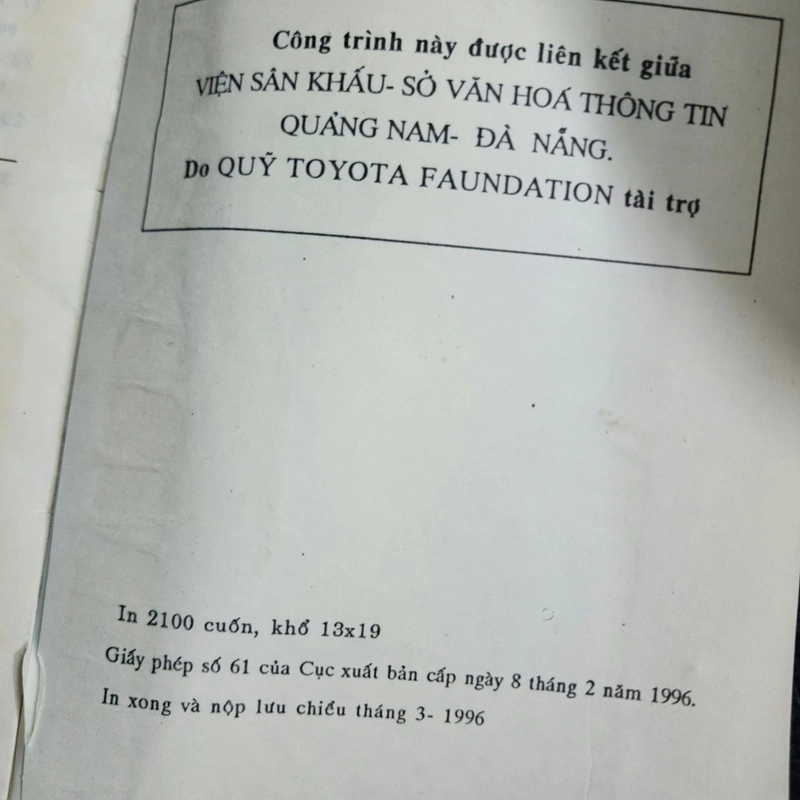 Công trình này được liên kết giữa
VIỆN SÂN KHẤU- SỞ VĂN HOÁ THÔNG TIN
QUẢNG NAM- ĐÀ NẴNG.
Do QUỸ TOYOTA FAUNDATION tài trợ
In 2100 cuốn, khổ 13x19
Giấy phép số 61 của Cục xuất bản cấp ngày 8 tháng 2 năm 1996.
In xong và nộp lưu chiểu tháng 3- 1996